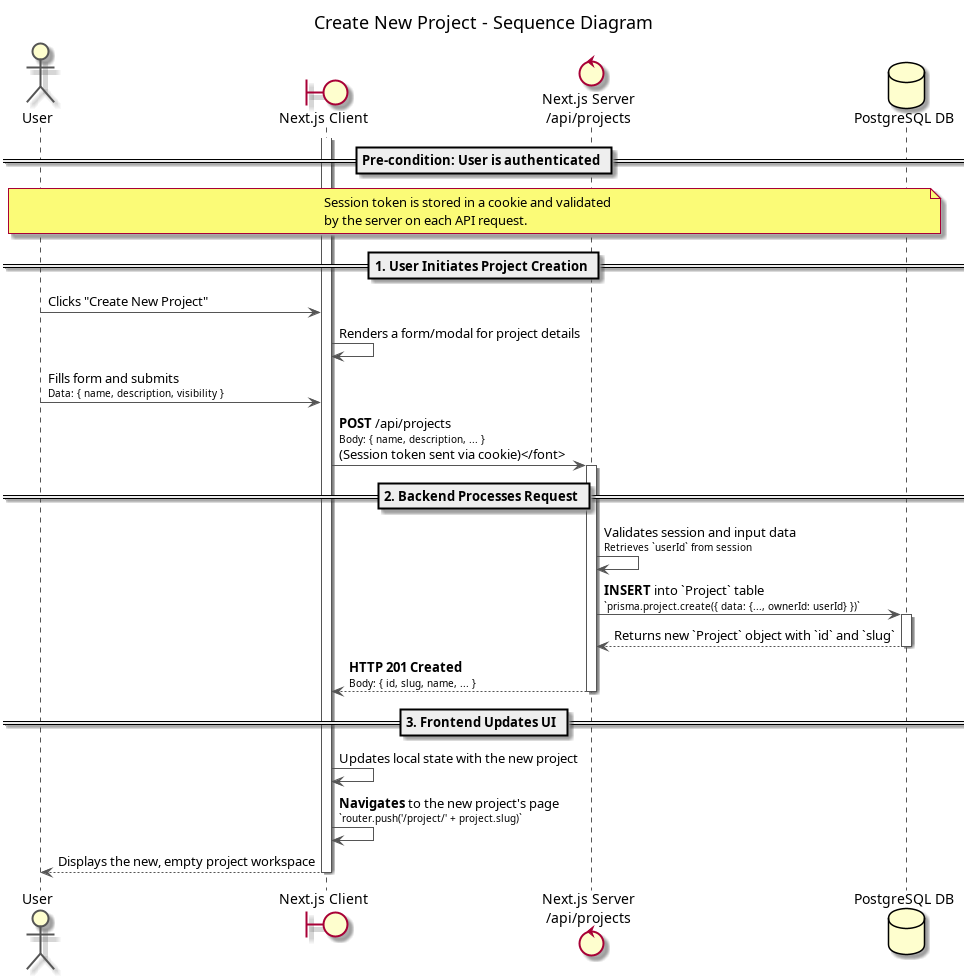 Create New Project - Sequence Diagram
User
Next.js Client
Next.js Server
/api/projects
PostgreSQL DB
Pre-condition: User is authenticated
Session token is stored in a cookie and validated
by the server on each API request.
1. User Initiates Project Creation
Clicks "Create New Project"
Renders a form/modal for project details
Fills form and submits
Data: { name, description, visibility }
POST /api/projects
Body: { name, description, ... }
(Session token sent via cookie)</font>
2. Backend Processes Request
Validates session and input data
Retrieves `userId` from session
INSERT into `Project` table
`prisma.project.create({ data: {..., ownerId: userId} })`
Returns new `Project` object with `id` and `slug`
HTTP 201 Created
Body: { id, slug, name, ... }
3. Frontend Updates UI
Updates local state with the new project
Navigates to the new project's page
`router.push('/project/' + project.slug)`
Displays the new, empty project workspace
User
Next.js Client
Next.js Server
/api/projects
PostgreSQL DB